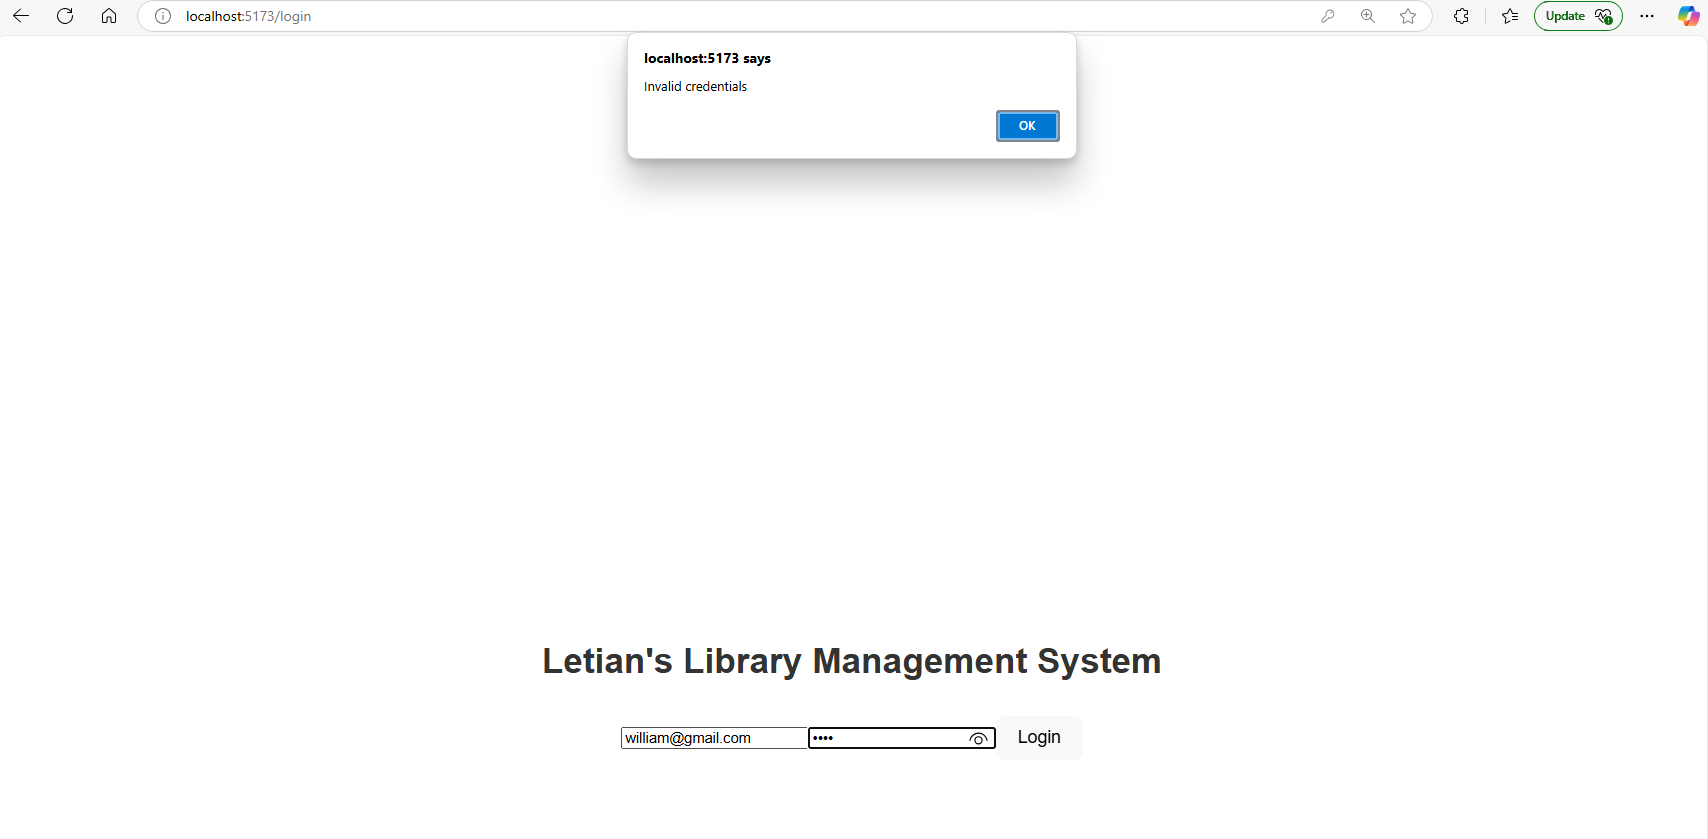 localhost:5173/login
Update
localhost:5173 says
Invalid credentials
OK
Letian's Library Management System
william@gmail.com
••••
Login